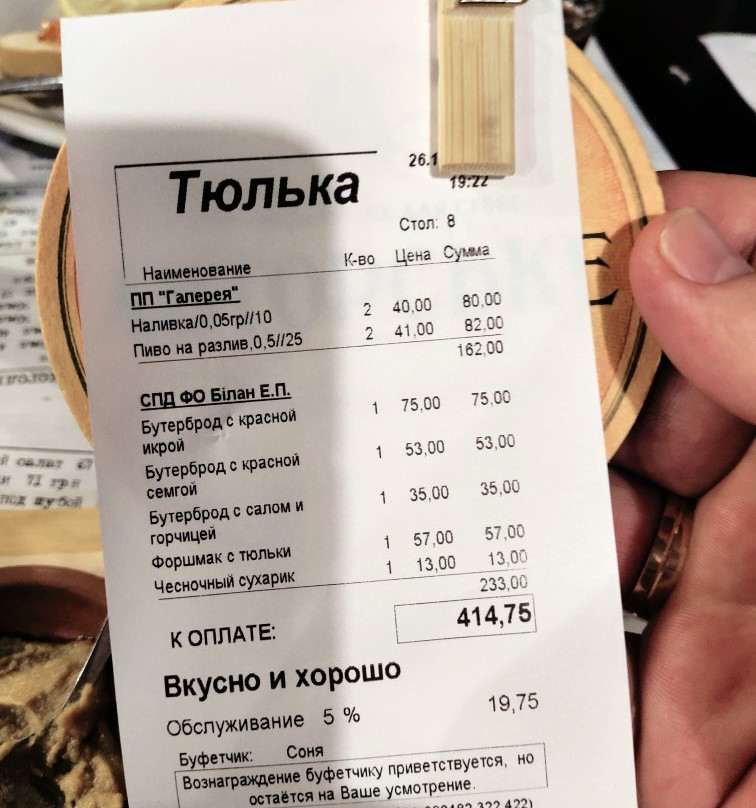 26.1
19:22
Тюлька
Стол: 8
Наименование К-во Цена Сумма
ПП "Галерея"
Наливка/0,05гр//10 2 40,00 80,00
Пиво на разлив,0,5//25 2 41,00 82,00
162,00
СПД ФО Білан Е.П.
Бутерброд с красной 1 75,00 75,00
икрой
Бутерброд с красной 1 53,00 53,00
семгой
Бутерброд с салом и 1 35,00 35,00
горчицей
Форшмак с тюльки 1 57,00 57,00
Чесночный сухарик 1 13,00 13,00
233,00
К ОПЛАТЕ: 414,75
Вкусно и хорошо
Обслуживание 5 % 19,75
Буфетчик: Соня
Вознаграждение буфетчику приветствуется, но
остаётся на Ваше усмотрение.
салат
71 грн
под шубой